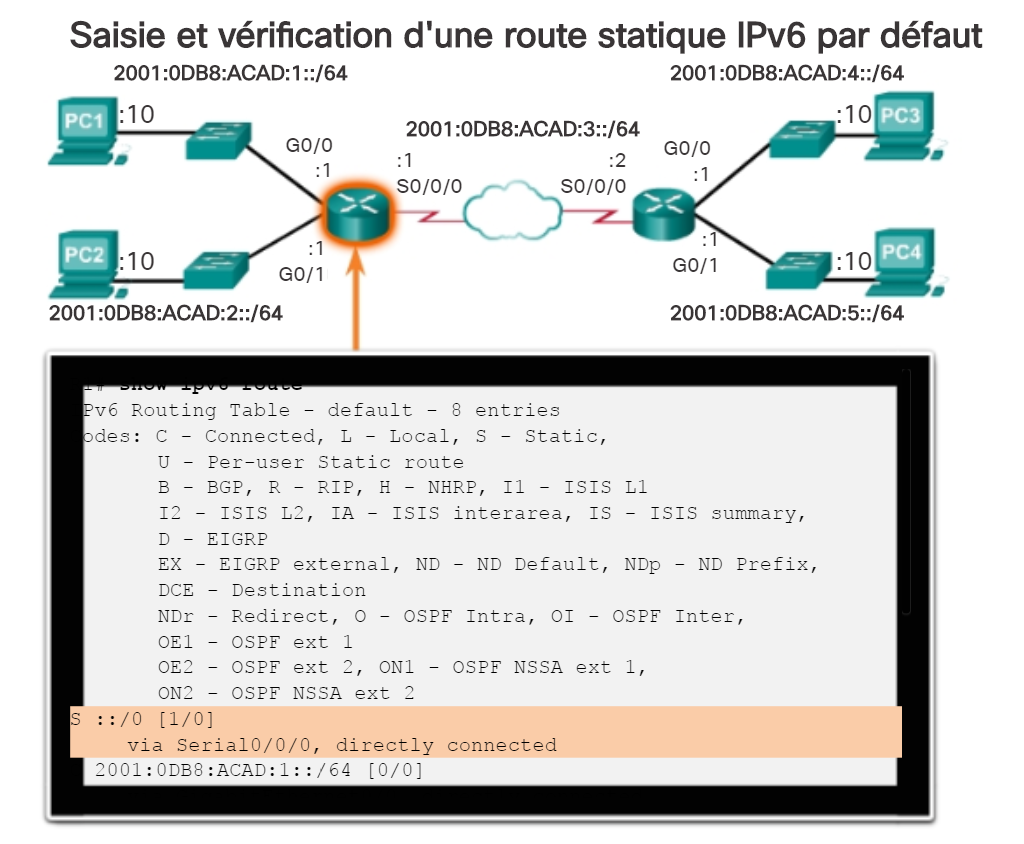 Saisie et vérification d'une route statique IPv6 par défaut
2001:0DB8:ACAD:1::/64
2001:0DB8:ACAD:4::/64
PC1
:10
:10
PC3
2001:0DB8:ACAD:3::/64
G0/0
:1
:1
S0/0/0
:2
S0/0/0
G0/0
:1
PC2
:10
:1
G0/1
:1
G0/1
:10
PC4
2001:0DB8:ACAD:2::/64
2001:0DB8:ACAD:5::/64
1# show ipv6 route
Pv6 Routing Table - default - 8 entries
odes: C - Connected, L - Local, S - Static,
U - Per-user Static route
B - BGP, R - RIP, H - NHRP, I1 - ISIS L1
I2 - ISIS L2, IA - ISIS interarea, IS - ISIS summary,
D - EIGRP
EX - EIGRP external, ND - ND Default, NDp - ND Prefix,
DCE - Destination
NDr - Redirect, O - OSPF Intra, OI - OSPF Inter,
OE1 - OSPF ext 1
OE2 - OSPF ext 2, ON1 - OSPF NSSA ext 1,
ON2 - OSPF NSSA ext 2
S ::/0 [1/0]
via Serial0/0/0, directly connected
2001:0DB8:ACAD:1::/64 [0/0]